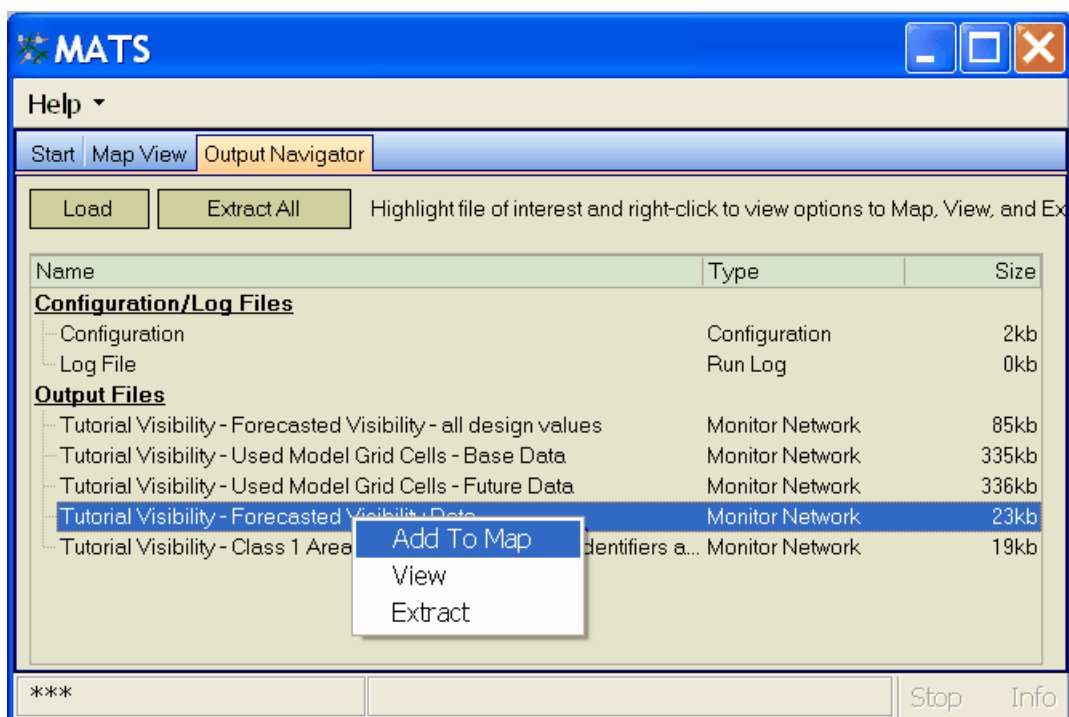 MATS
Help
Start Map View Output Navigator
Load Extract All Highlight file of interest and right-click to view options to Map, View, and Ex
Name Type Size
Configuration/Log Files
Configuration Configuration 2kb
Log File Run Log 0kb
Output Files
Tutorial Visibility - Forecasted Visibility - all design values Monitor Network 85kb
Tutorial Visibility - Used Model Grid Cells - Base Data Monitor Network 335kb
Tutorial Visibility - Used Model Grid Cells - Future Data Monitor Network 336kb
Tutorial Visibility - Forecasted Visibility Data Monitor Network 23kb
Add To Map
Tutorial Visibility - Class 1 Area dentifiers a... Monitor Network 19kb
View
Extract
*** Stop Info